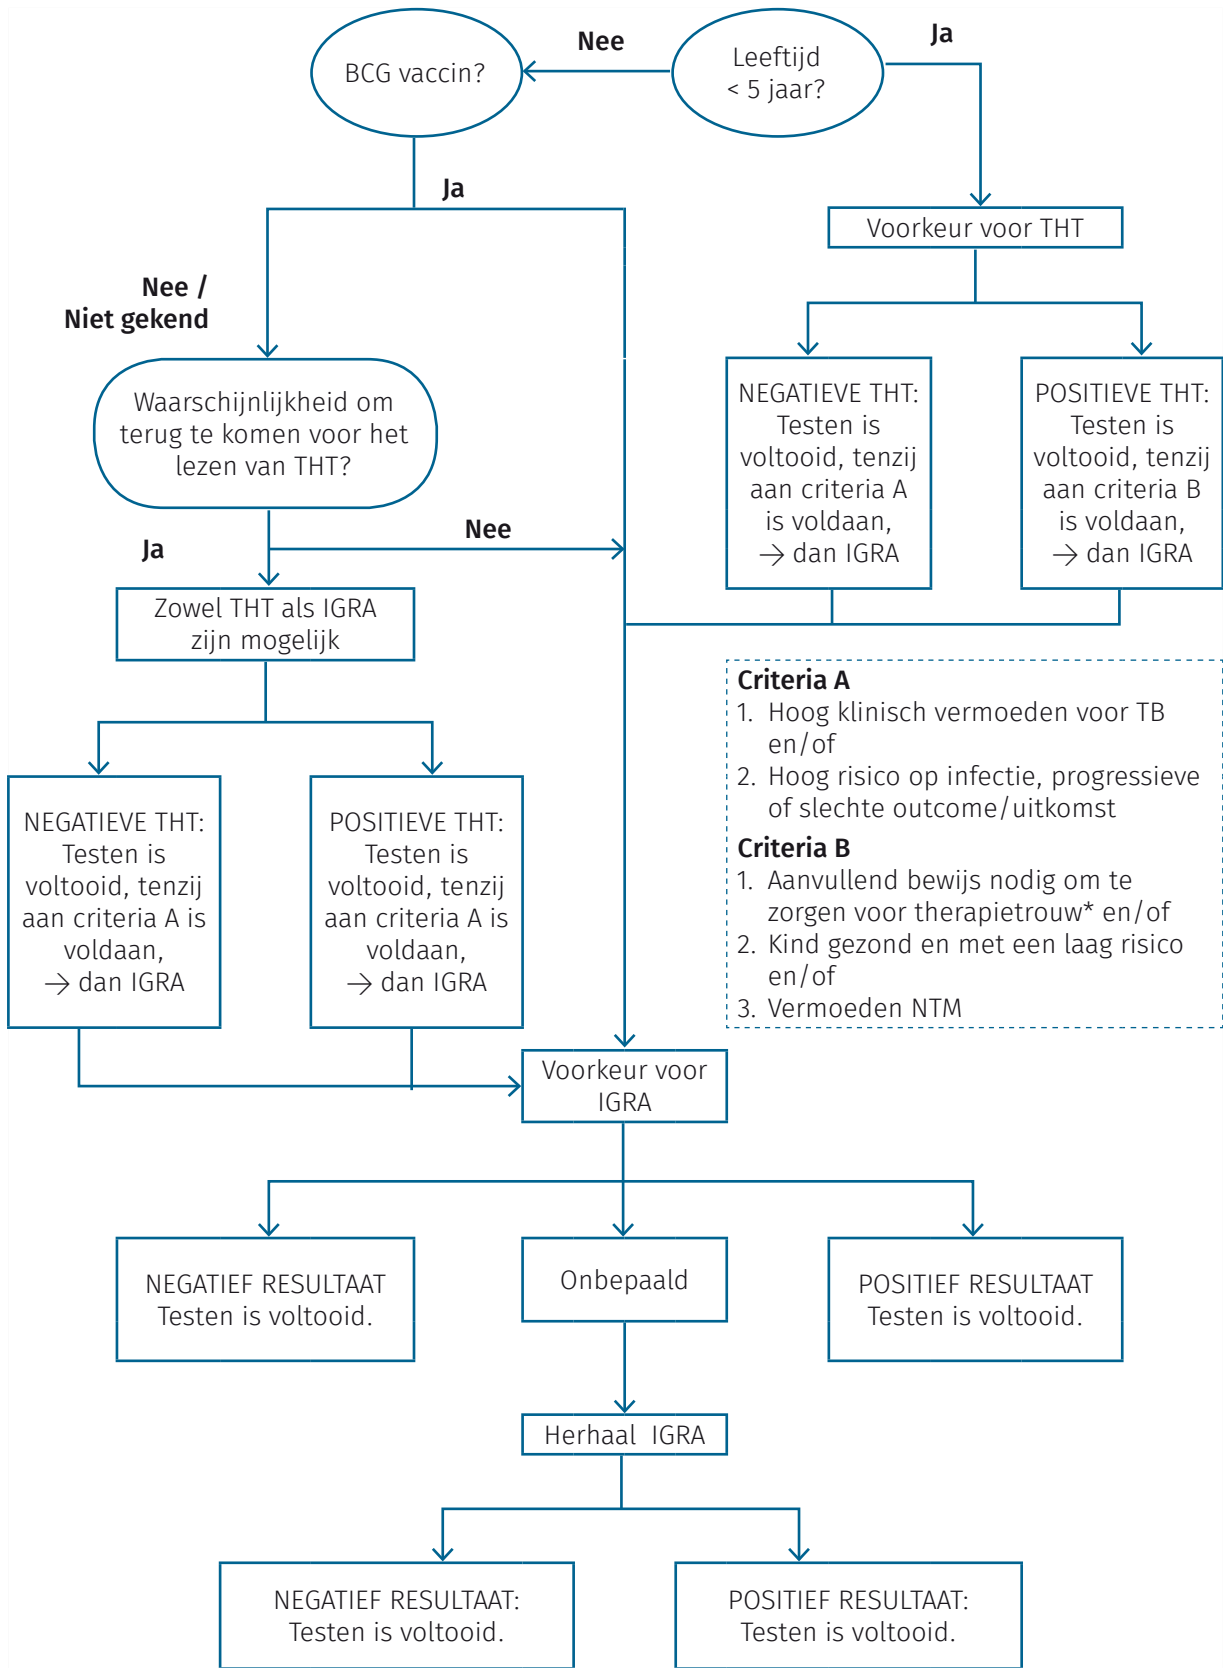 Nee
Ja
BCG vaccin?
Leeftijd
< 5 jaar?
Ja
Voorkeur voor THT
Nee /
Niet gekend
Waarschijnlijkheid om
terug te komen voor het
lezen van THT?
NEGATIEVE THT:
Testen is
voltooid, tenzij
aan criteria A
is voldaan,
→ dan IGRA
POSITIEVE THT:
Testen is
voltooid, tenzij
aan criteria B
is voldaan,
→ dan IGRA
Ja
Nee
Zowel THT als IGRA
zijn mogelijk
Criteria A
1. Hoog klinisch vermoeden voor TB
en/of
2. Hoog risico op infectie, progressieve
of slechte outcome/uitkomst
Criteria B
1. Aanvullend bewijs nodig om te
zorgen voor therapietrouw* en/of
2. Kind gezond en met een laag risico
en/of
3. Vermoeden NTM
NEGATIEVE THT:
Testen is
voltooid, tenzij
aan criteria A is
voldaan,
→ dan IGRA
POSITIEVE THT:
Testen is
voltooid, tenzij
aan criteria A is
voldaan,
→ dan IGRA
Voorkeur voor
IGRA
NEGATIEF RESULTAAT
Testen is voltooid.
Onbepaald
POSITIEF RESULTAAT
Testen is voltooid.
Herhaal IGRA
NEGATIEF RESULTAAT:
Testen is voltooid.
POSITIEF RESULTAAT:
Testen is voltooid.